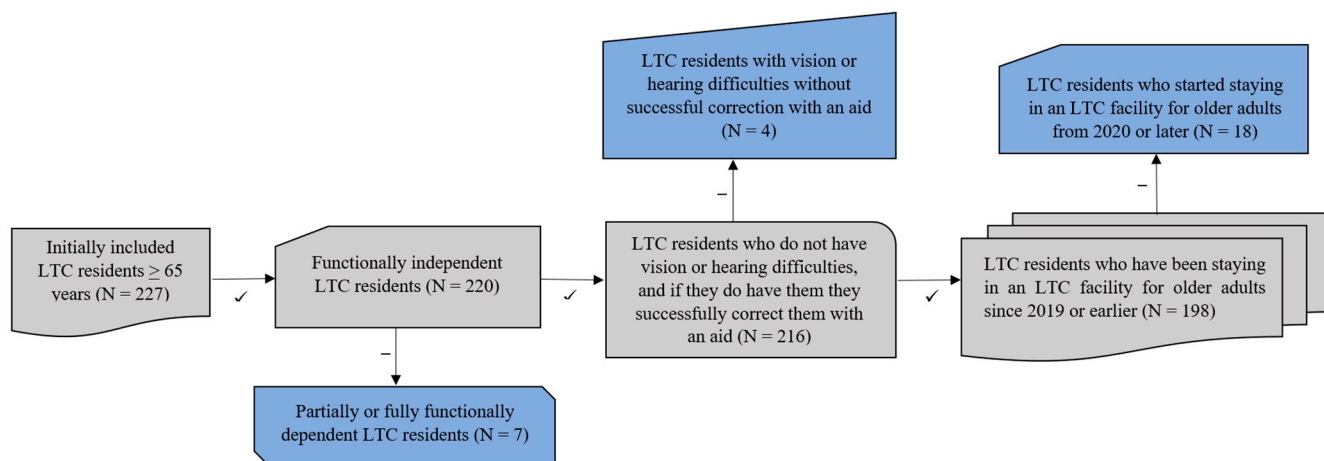 LTC residents with vision or
hearing difficulties without
successful correction with an aid
(N = 4)
LTC residents who started staying
in an LTC facility for older adults
from 2020 or later (N = 18)
–
–
Initially included
LTC residents ≥ 65
years (N = 227)
✓
Functionally independent
LTC residents (N = 220)
✓
LTC residents who do not have
vision or hearing difficulties,
and if they do have them they
successfully correct them with
an aid (N = 216)
✓
LTC residents who have been staying
in an LTC facility for older adults
since 2019 or earlier (N = 198)
–
Partially or fully functionally
dependent LTC residents (N = 7)